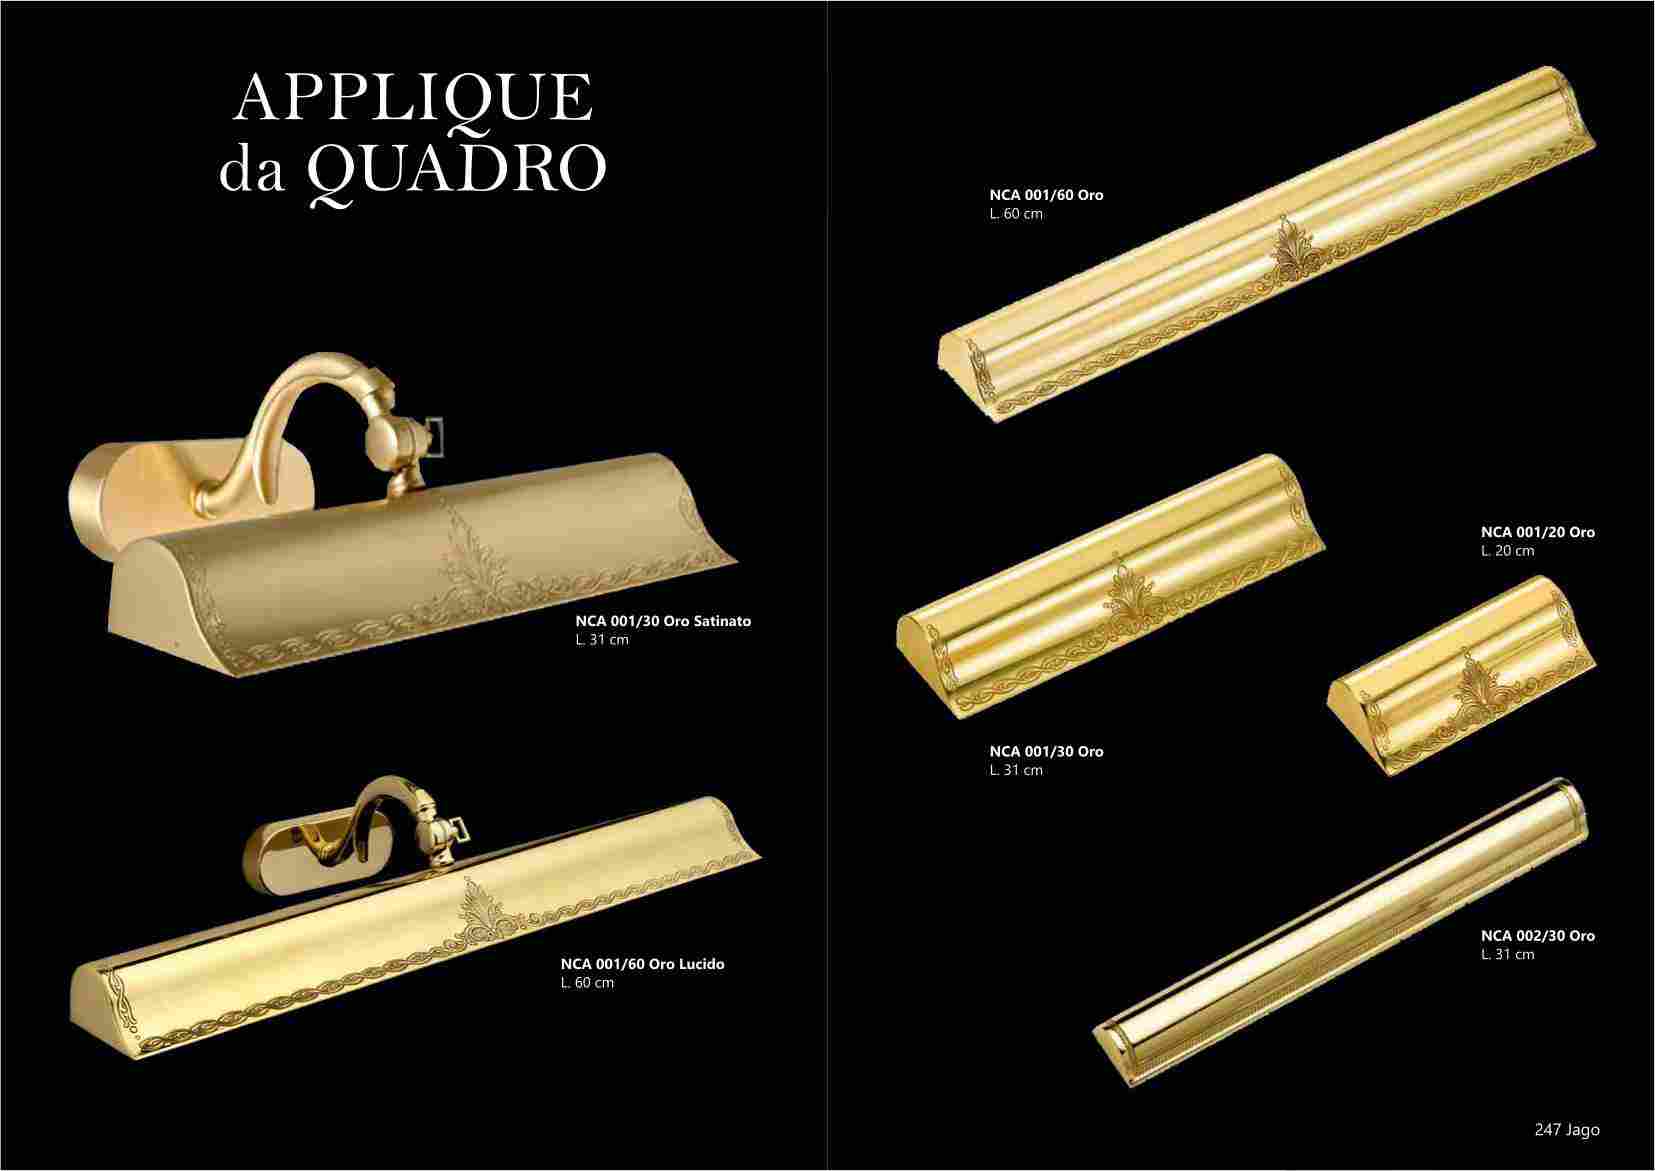 APPLIQUE
da QUADRO
NCA 001/30 Oro Satinato
L. 31 cm
NCA 001/60 Oro Lucido
L. 60 cm
NCA 001/60 Oro
L. 60 cm
NCA 001/20 Oro
L. 20 cm
NCA 001/30 Oro
L. 31 cm
NCA 002/30 Oro
L. 31 cm
247 Jago